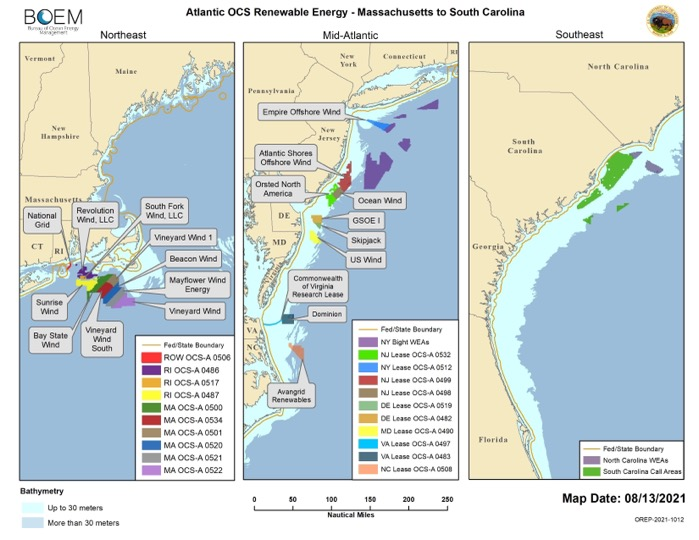 BOEM
Bureau of Ocean Energy
Management
Atlantic OCS Renewable Energy - Massachusetts to South Carolina
Northeast
Mid-Atlantic
Southeast
Vermont
Maine
New
Hampshire
Massachusetts
CT
RI
National
Grid
Revolution
Wind, LLC
South Fork
Wind, LLC
Vineyard Wind 1
Beacon Wind
Mayflower Wind
Energy
Vineyard Wind
Sunrise
Wind
Bay State
Wind
Vineyard
Wind
South
Fed/State Boundary
ROW OCS-A 0506
RI OCS-A 0486
RI OCS-A 0517
RI OCS-A 0487
MA OCS-A 0500
MA OCS-A 0534
MA OCS-A 0501
MA OCS-A 0520
MA OCS-A 0521
MA OCS-A 0522
New
York
Connecticut
RI
Pennsylvania
New
Jersey
DE
MD
VA
NC
Empire Offshore Wind
Atlantic Shores
Offshore Wind
Orsted North
America
Ocean Wind
GSOE I
Skipjack
US Wind
Commonwealth
of Virginia
Research Lease
Dominion
Avangrid
Renewables
Fed/State Boundary
NY Bight WEAs
NJ Lease OCS-A 0532
NY Lease OCS-A 0512
NJ Lease OCS-A 0499
NJ Lease OCS-A 0498
DE Lease OCS-A 0519
DE Lease OCS-A 0482
MD Lease OCS-A 0490
VA Lease OCS-A 0497
VA Lease OCS-A 0483
NC Lease OCS-A 0508
North Carolina
South
Carolina
Georgia
Florida
Fed/State Boundary
North Carolina WEAs
South Carolina Call Areas
Bathymetry
Up to 30 meters
More than 30 meters
0 50 100 150 200 250
Nautical Miles
Map Date: 08/13/2021
OREP-2021-1012